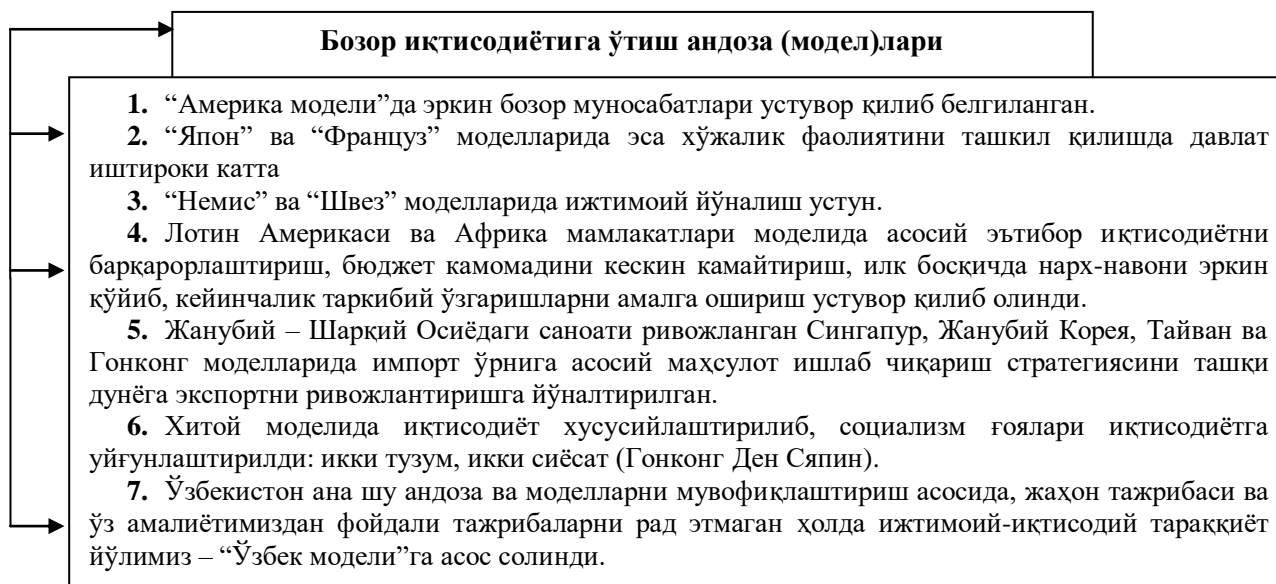 Бозор иқтисодиётига ўтиш андоза (модел)лари
1. “Америка модели”да эркин бозор муносабатлари устувор қилиб белгиланган.
2. “Япон” ва “Француз” моделларида эса хўжалик фаолиятини ташкил қилишда давлат
иштироки катта
3. “Немис” ва “Швез” моделларида ижтимоий йўналиш устун.
4. Лотин Америкаси ва Африка мамлакатлари моделида асосий эътибор иқтисодиётни
барқарорлаштириш, бюджет камомадини кескин камайтириш, илк босқичда нарх-навони эркин
қўйиб, кейинчалик таркибий ўзгаришларни амалга ошириш устувор қилиб олинди.
5. Жанубий – Шарқий Осиёдаги саноати ривожланган Сингапур, Жанубий Корея, Тайван ва
Гонконг моделларида импорт ўрнига асосий маҳсулот ишлаб чиқариш стратегиясини ташқи
дунёга экспортни ривожлантиришга йўналтирилган.
6. Хитой моделида иқтисодиёт хусусийлаштирилиб, социализм ғоялари иқтисодиётга
уйғунлаштирилди: икки тузум, икки сиёсат (Гонконг Ден Сяпин).
7. Ўзбекистон ана шу андоза ва моделларни мувофиқлаштириш асосида, жаҳон тажрибаси ва
ўз амалиётимиздан фойдали тажрибаларни рад этмаган ҳолда ижтимоий-иқтисодий тараққиёт
йўлимиз – “Ўзбек модели”га асос солинди.